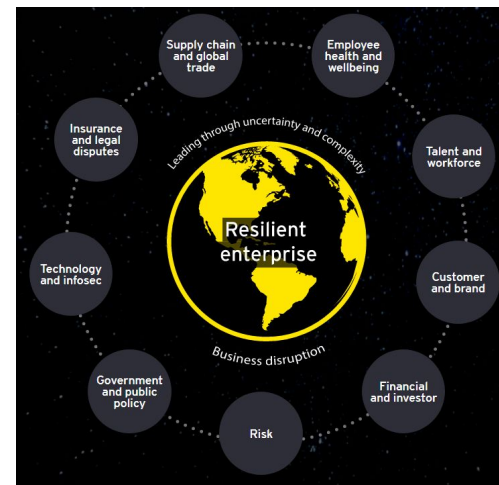 Supply chain
and global
trade
Employee
health and
wellbeing
Insurance
and legal
disputes
Leading through uncertainty and complexity
Talent and
workforce
Resilient
enterprise
Technology
and infosec
Customer
and brand
Business disruption
Government
and public
policy
Financial
and investor
Risk